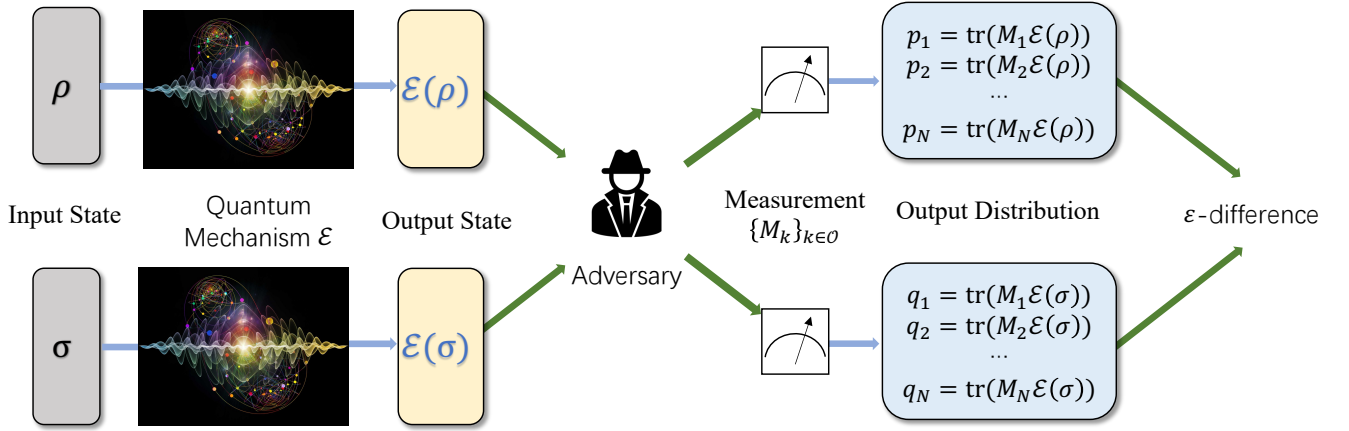 ρ
ℰ(ρ)
p₁ = tr(M₁ℰ(ρ))
p₂ = tr(M₂ℰ(ρ))
...
p_N = tr(M_Nℰ(ρ))
Input State
Quantum
Mechanism ℰ
Output State
Adversary
Measurement
{M_k}_{k∈𝒪}
Output Distribution
ε-difference
σ
ℰ(σ)
q₁ = tr(M₁ℰ(σ))
q₂ = tr(M₂ℰ(σ))
...
q_N = tr(M_Nℰ(σ))